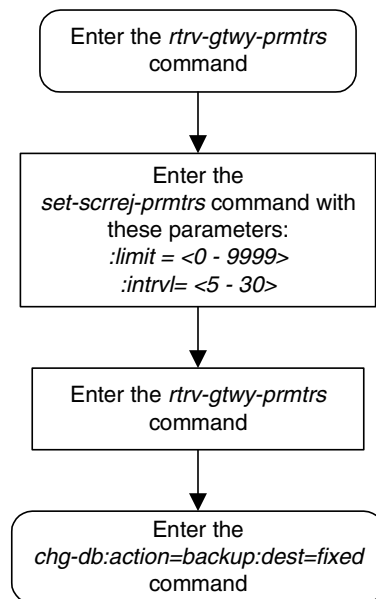 Enter the rtrv-gtwy-prmtrs
command
Enter the
set-scrrej-prmtrs command with
these parameters:
:limit = <0 - 9999>
:intrvl= <5 - 30>
Enter the rtrv-gtwy-prmtrs
command
Enter the
chg-db:action=backup:dest=fixed
command